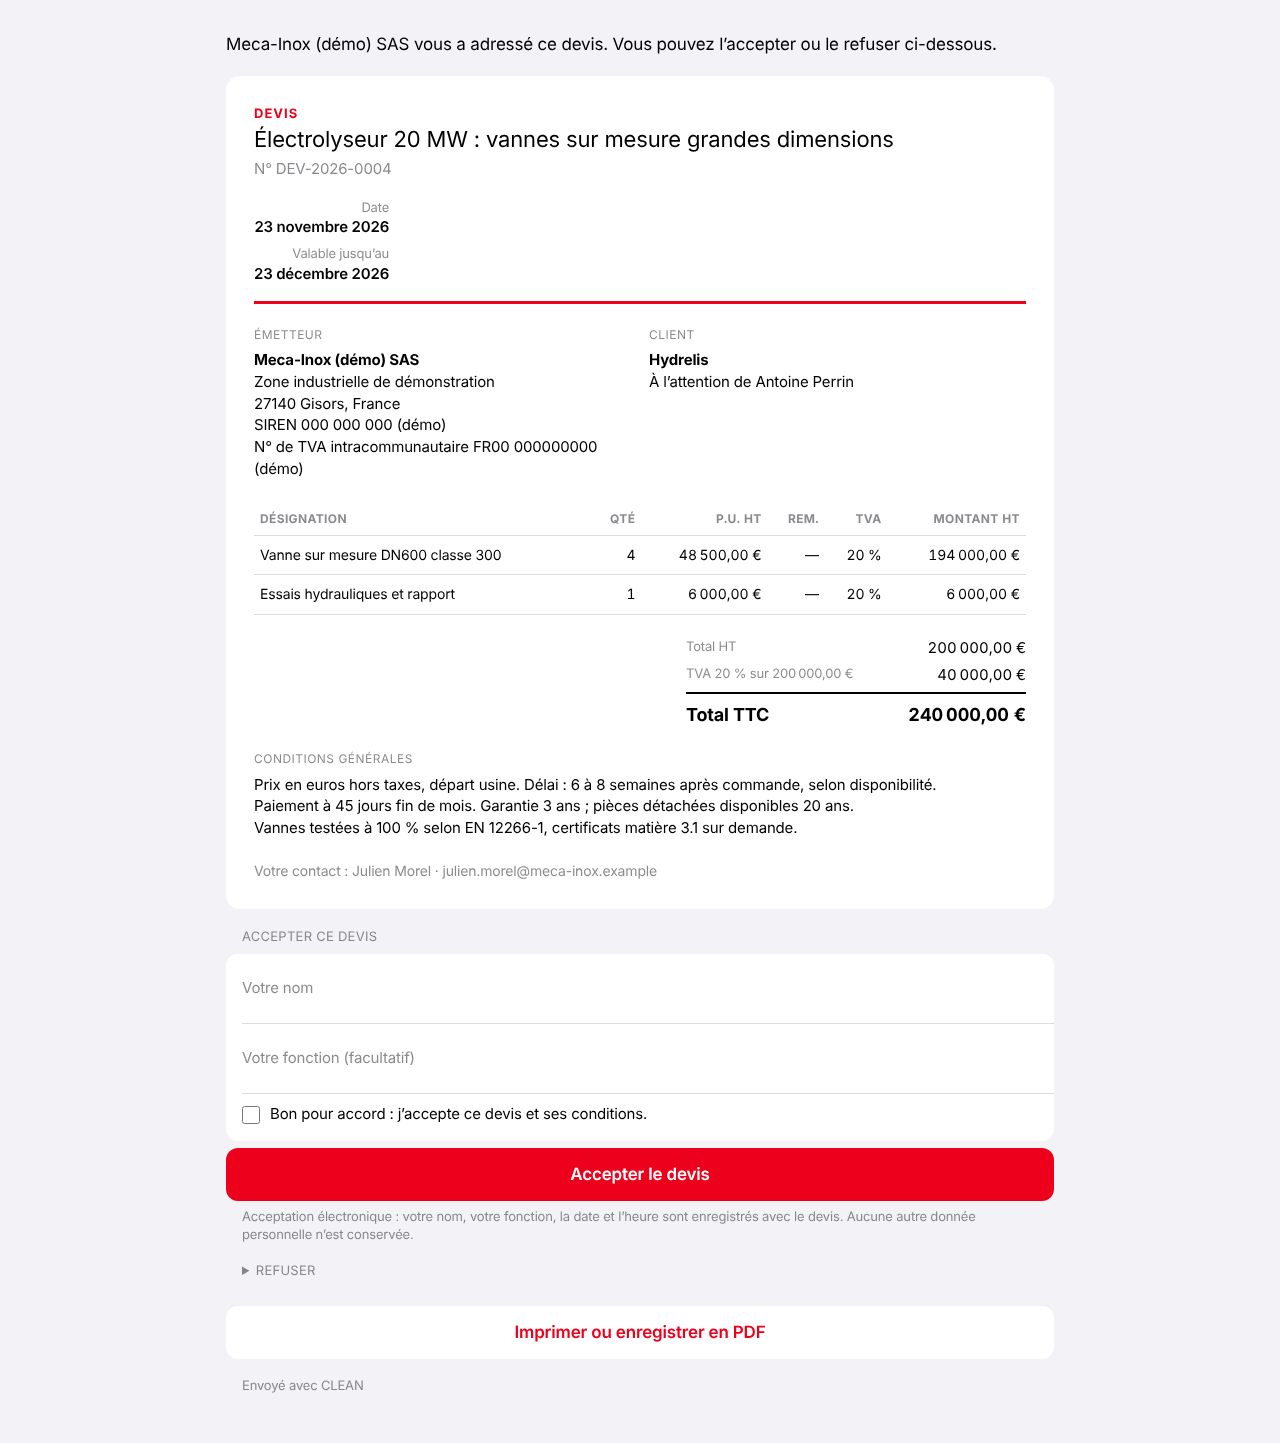 Meca-Inox (démo) SAS vous a adressé ce devis. Vous pouvez l’accepter ou le refuser ci-dessous.
DEVIS
Électrolyseur 20 MW : vannes sur mesure grandes dimensions
N° DEV-2026-0004
Date
23 novembre 2026
Valable jusqu’au
23 décembre 2026
ÉMETTEUR
Meca-Inox (démo) SAS
Zone industrielle de démonstration
27140 Gisors, France
SIREN 000 000 000 (démo)
N° de TVA intracommunautaire FR00 000000000
(démo)
CLIENT
Hydrelis
À l’attention de Antoine Perrin
DÉSIGNATION QTÉ P.U. HT REM. TVA MONTANT HT
Vanne sur mesure DN600 classe 300 4 48 500,00 € — 20 % 194 000,00 €
Essais hydrauliques et rapport 1 6 000,00 € — 20 % 6 000,00 €
Total HT 200 000,00 €
TVA 20 % sur 200 000,00 € 40 000,00 €
Total TTC 240 000,00 €
CONDITIONS GÉNÉRALES
Prix en euros hors taxes, départ usine. Délai : 6 à 8 semaines après commande, selon disponibilité.
Paiement à 45 jours fin de mois. Garantie 3 ans ; pièces détachées disponibles 20 ans.
Vannes testées à 100 % selon EN 12266-1, certificats matière 3.1 sur demande.
Votre contact : Julien Morel · julien.morel@meca-inox.example
ACCEPTER CE DEVIS
Votre nom
Votre fonction (facultatif)
Bon pour accord : j’accepte ce devis et ses conditions.
Accepter le devis
Acceptation électronique : votre nom, votre fonction, la date et l’heure sont enregistrés avec le devis. Aucune autre donnée
personnelle n’est conservée.
REFUSER
Imprimer ou enregistrer en PDF
Envoyé avec CLEAN